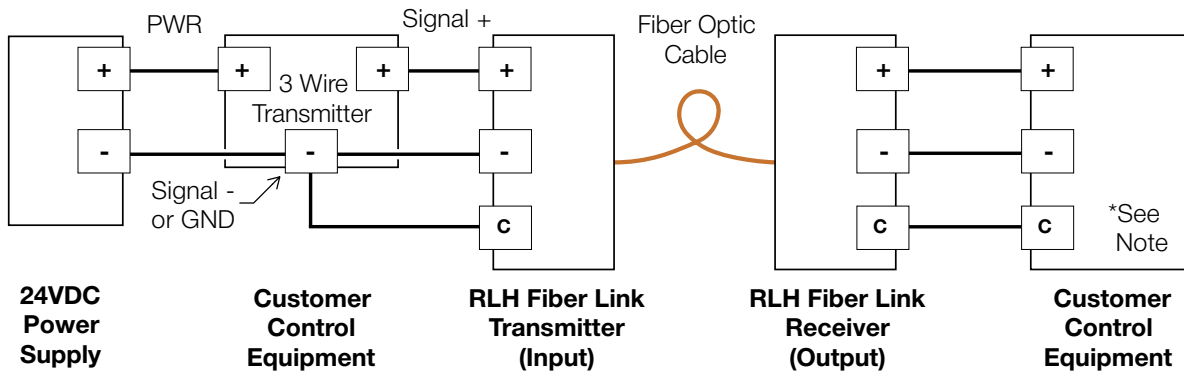 PWR
Signal +
Fiber Optic
Cable
+
+
+
+
+
+
3 Wire
Transmitter
-
-
-
-
-
Signal -
or GND
C
C
C
*See
Note
24VDC
Power
Supply
Customer
Control
Equipment
RLH Fiber Link
Transmitter
(Input)
RLH Fiber Link
Receiver
(Output)
Customer
Control
Equipment